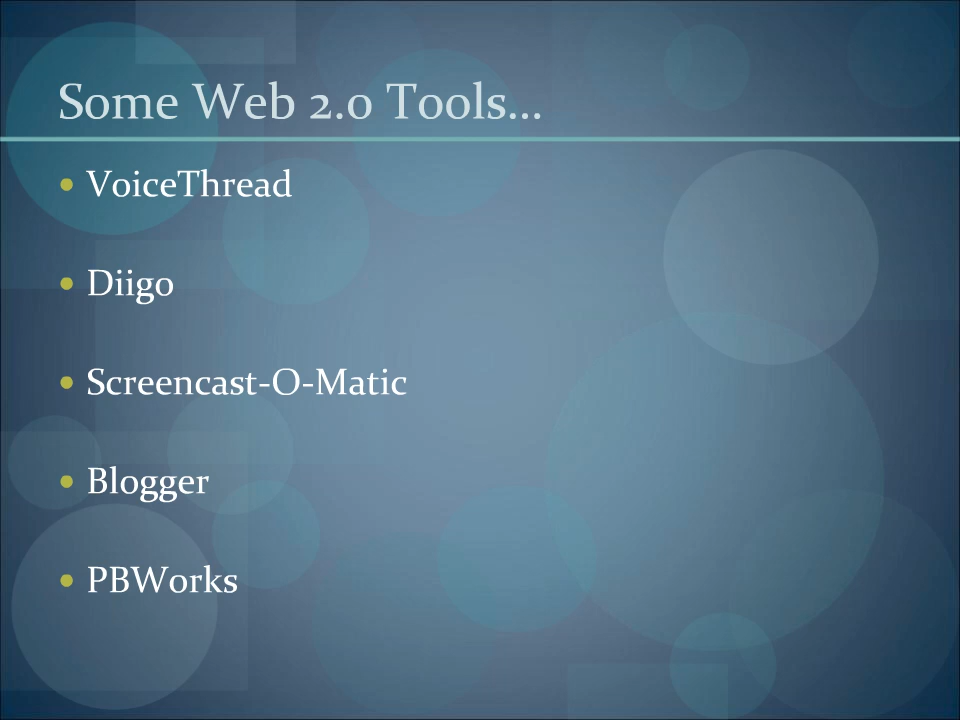 Some Web 2.0 Tools…
• VoiceThread
• Diigo
• Screencast-O-Matic
• Blogger
• PBWorks